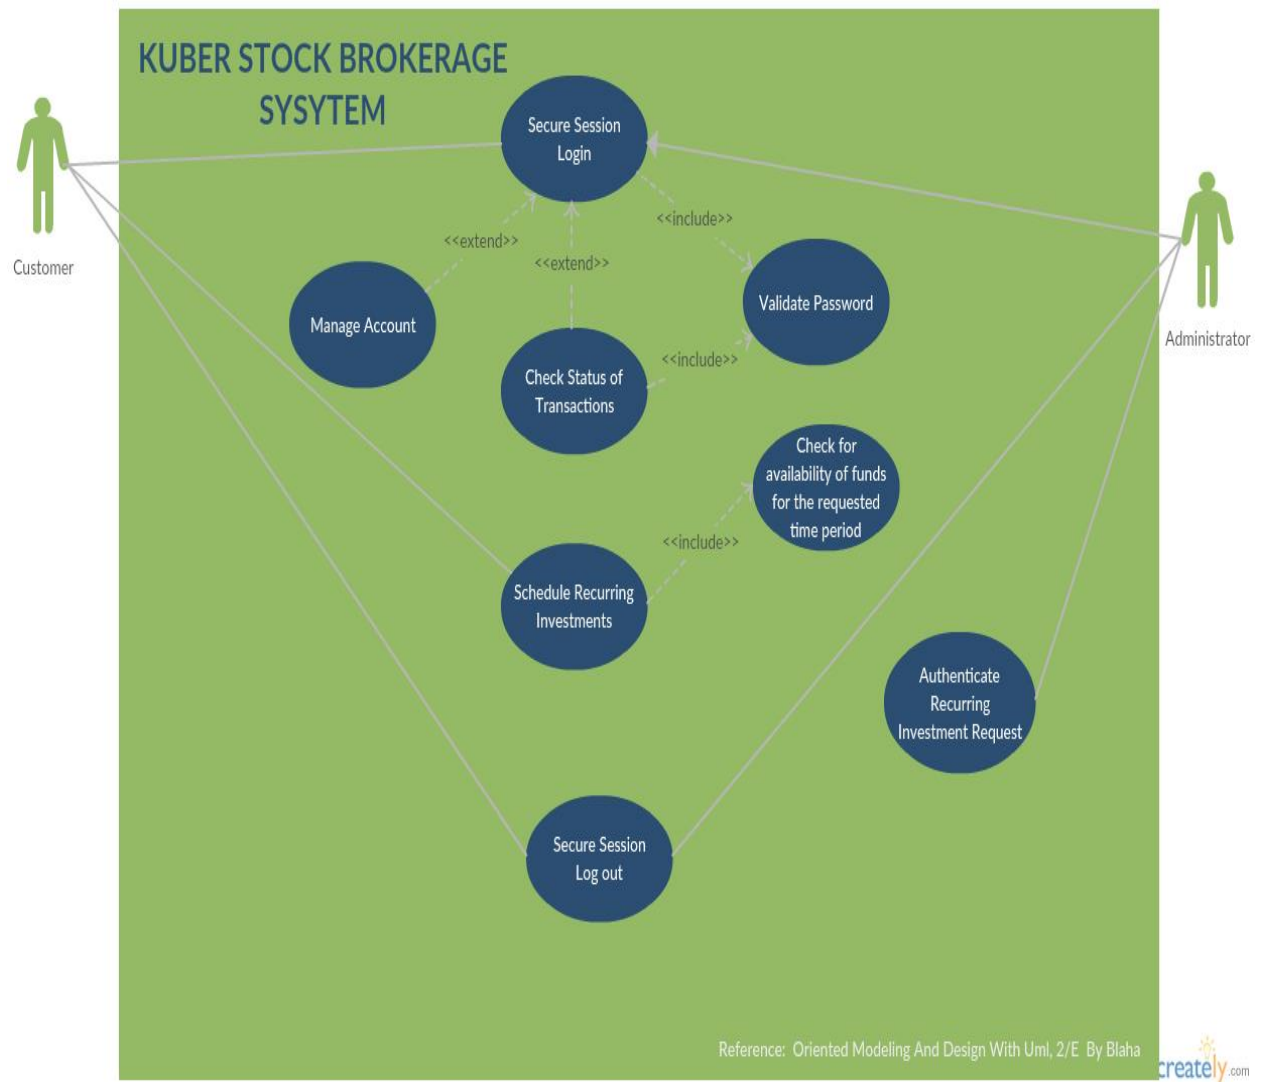 KUBER STOCK BROKERAGE
SYSYTEM
Secure Session
Login
<<include>>
<<extend>>
<<extend>>
Customer
Manage Account
Validate Password
Administrator
<<include>>
Check Status of
Transactions
Check for
availability of funds
for the requested
time period
<<include>>
Schedule Recurring
Investments
Authenticate
Recurring
Investment Request
Secure Session
Log out
Reference: Oriented Modeling And Design With Uml, 2/E By Blaha
creately.com